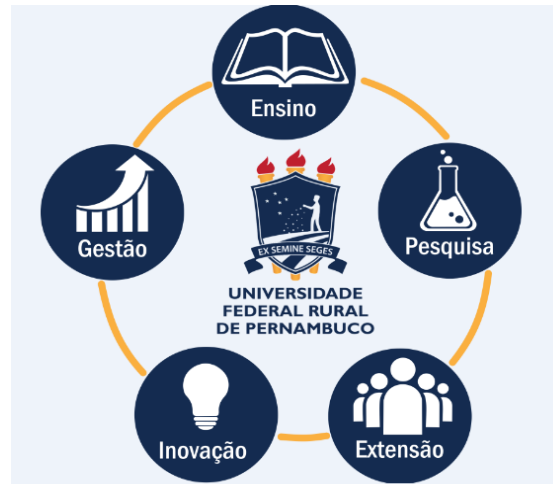 Ensino
Gestão
Pesquisa
EX SEMINE SEGES
UNIVERSIDADE
FEDERAL RURAL
DE PERNAMBUCO
Inovação
Extensão